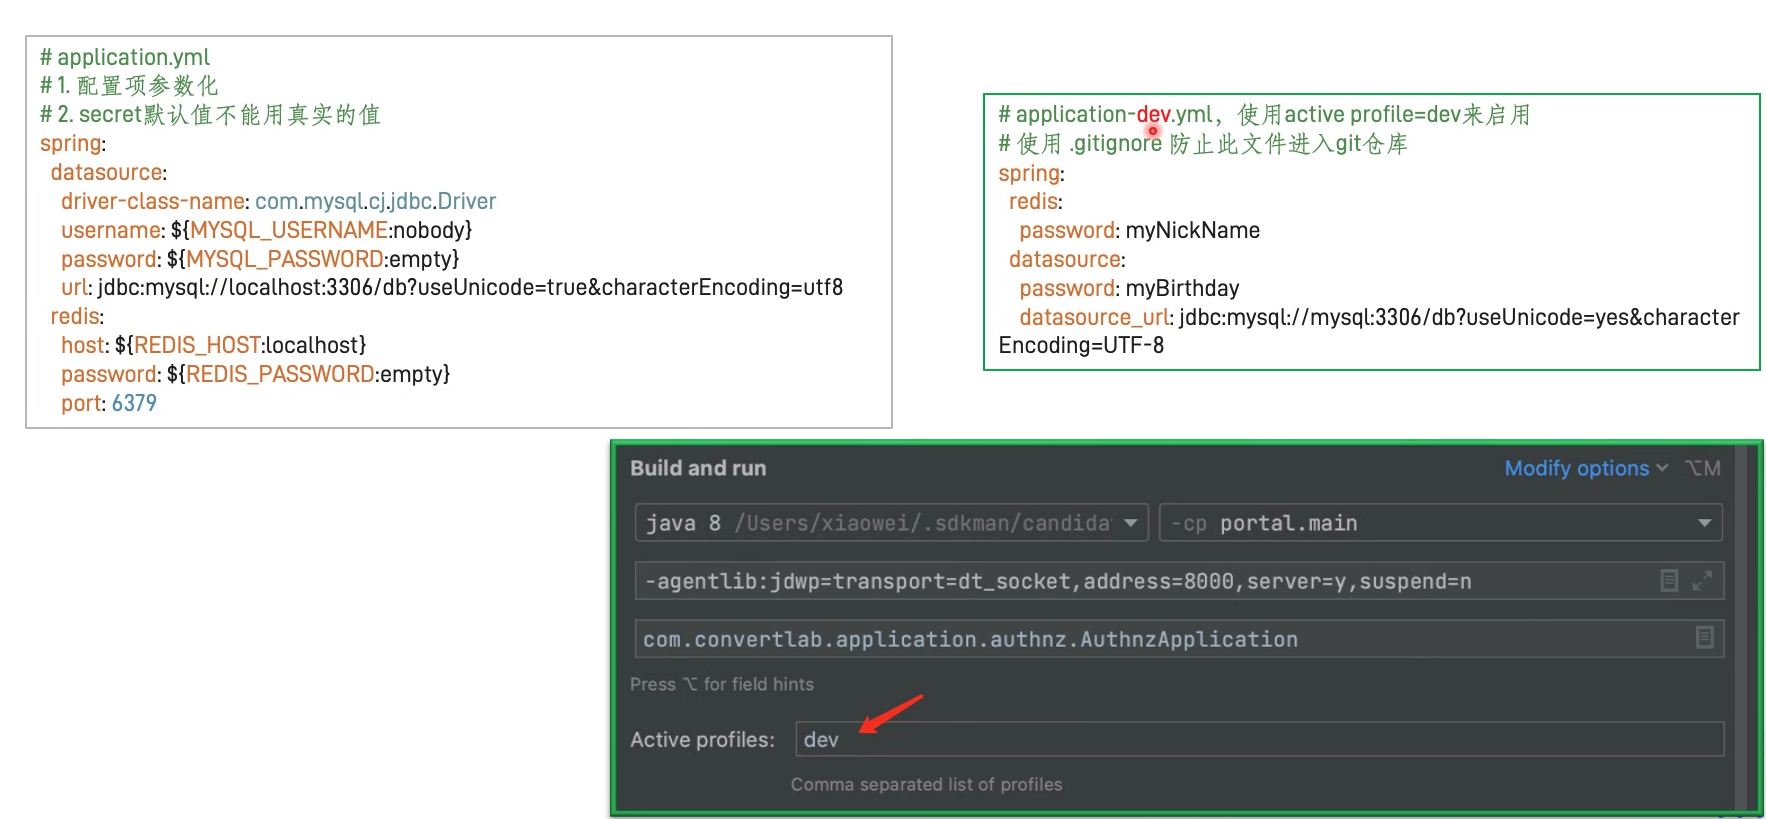 # application.yml
# 1. 配置项参数化
# 2. secret默认值不能用真实的值
spring:
datasource:
driver-class-name: com.mysql.cj.jdbc.Driver
username: ${MYSQL_USERNAME:nobody}
password: ${MYSQL_PASSWORD:empty}
url: jdbc:mysql://localhost:3306/db?useUnicode=true&characterEncoding=utf8
redis:
host: ${REDIS_HOST:localhost}
password: ${REDIS_PASSWORD:empty}
port: 6379
# application-dev.yml，使用active profile=dev来启用
# 使用 .gitignore 防止此文件进入git仓库
spring:
redis:
password: myNickName
datasource:
password: myBirthday
datasource_url: jdbc:mysql://mysql:3306/db?useUnicode=yes&character
Encoding=UTF-8
Build and run
Modify options ⌥M
java 8 /Users/xiaowei/.sdkman/candida
-cp portal.main
-agentlib:jdwp=transport=dt_socket,address=8000,server=y,suspend=n
com.convertlab.application.authnz.AuthnzApplication
Press ⌥ for field hints
Active profiles: dev
Comma separated list of profiles